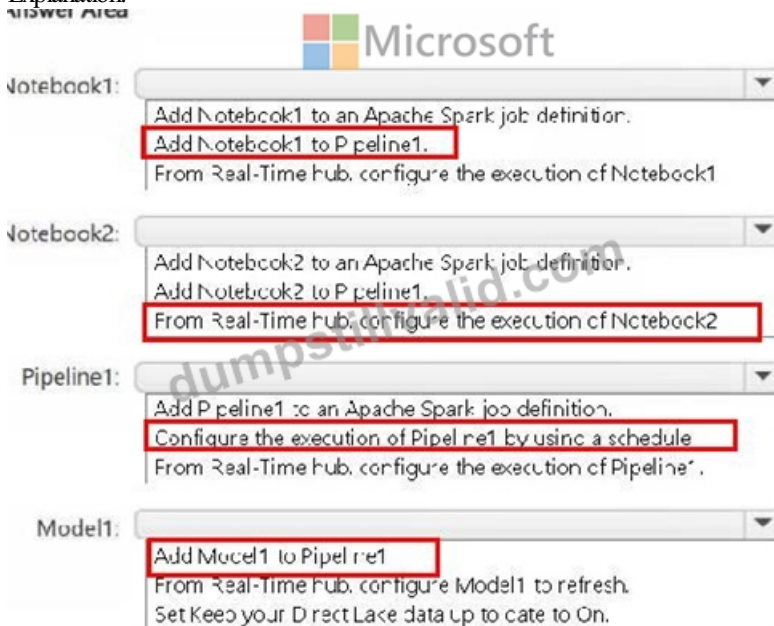 Explanation:
Answer Area
Microsoft
Notebook1:
Add Notebook1 to an Apache Spark job definition.
Add Notebook1 to Pipeline1.
From Real-Time hub, configure the execution of Notebook1
Notebook2:
Add Notebook2 to an Apache Spark job definition.
Add Notebook2 to Pipeline1.
From Real-Time hub, configure the execution of Notebook2
dumpstillvalid.com
Pipeline1:
Add Pipeline1 to an Apache Spark job definition.
Configure the execution of Pipeline1 by using a schedule
From Real-Time hub, configure the execution of Pipeline1.
Model1:
Add Model1 to Pipeline1
From Real-Time hub, configure Model1 to refresh.
Set Keep your Direct Lake data up to date to On.